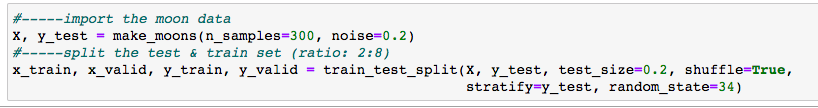 #-----import the moon data
X, y_test = make_moons(n_samples=300, noise=0.2)
#-----split the test & train set (ratio: 2:8)
x_train, x_valid, y_train, y_valid = train_test_split(X, y_test, test_size=0.2, shuffle=True,
stratify=y_test, random_state=34)